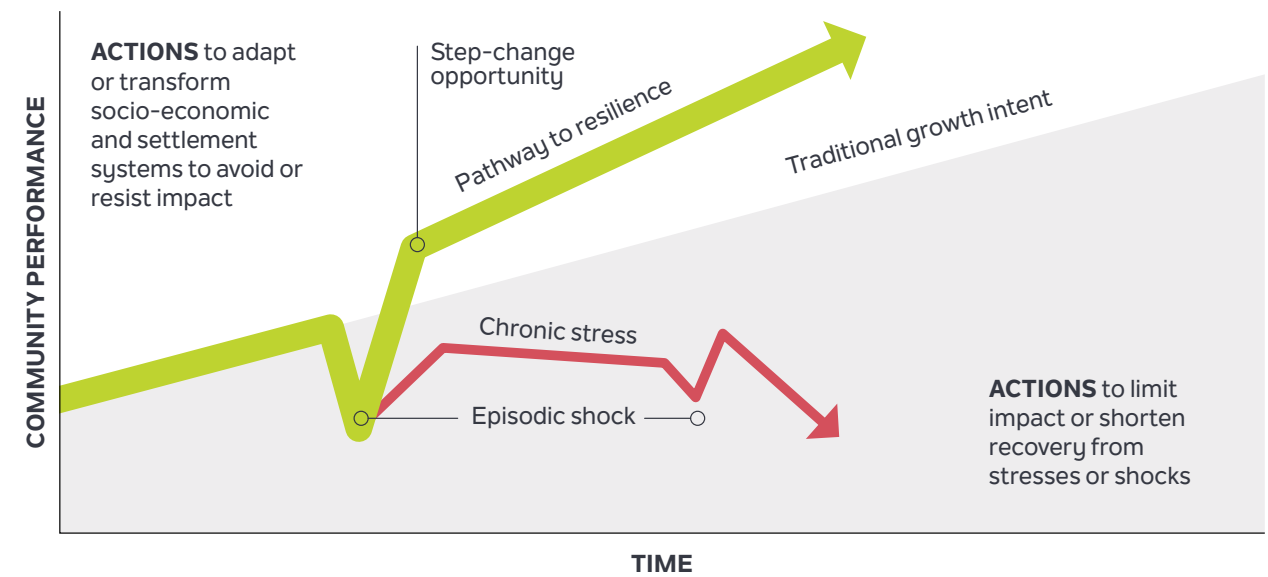 COMMUNITY PERFORMANCE
ACTIONS to adapt
or transform
socio-economic
and settlement
systems to avoid or
resist impact
Step-change
opportunity
Pathway to resilience
Traditional growth intent
Chronic stress
Episodic shock
ACTIONS to limit
impact or shorten
recovery from
stresses or shocks
TIME